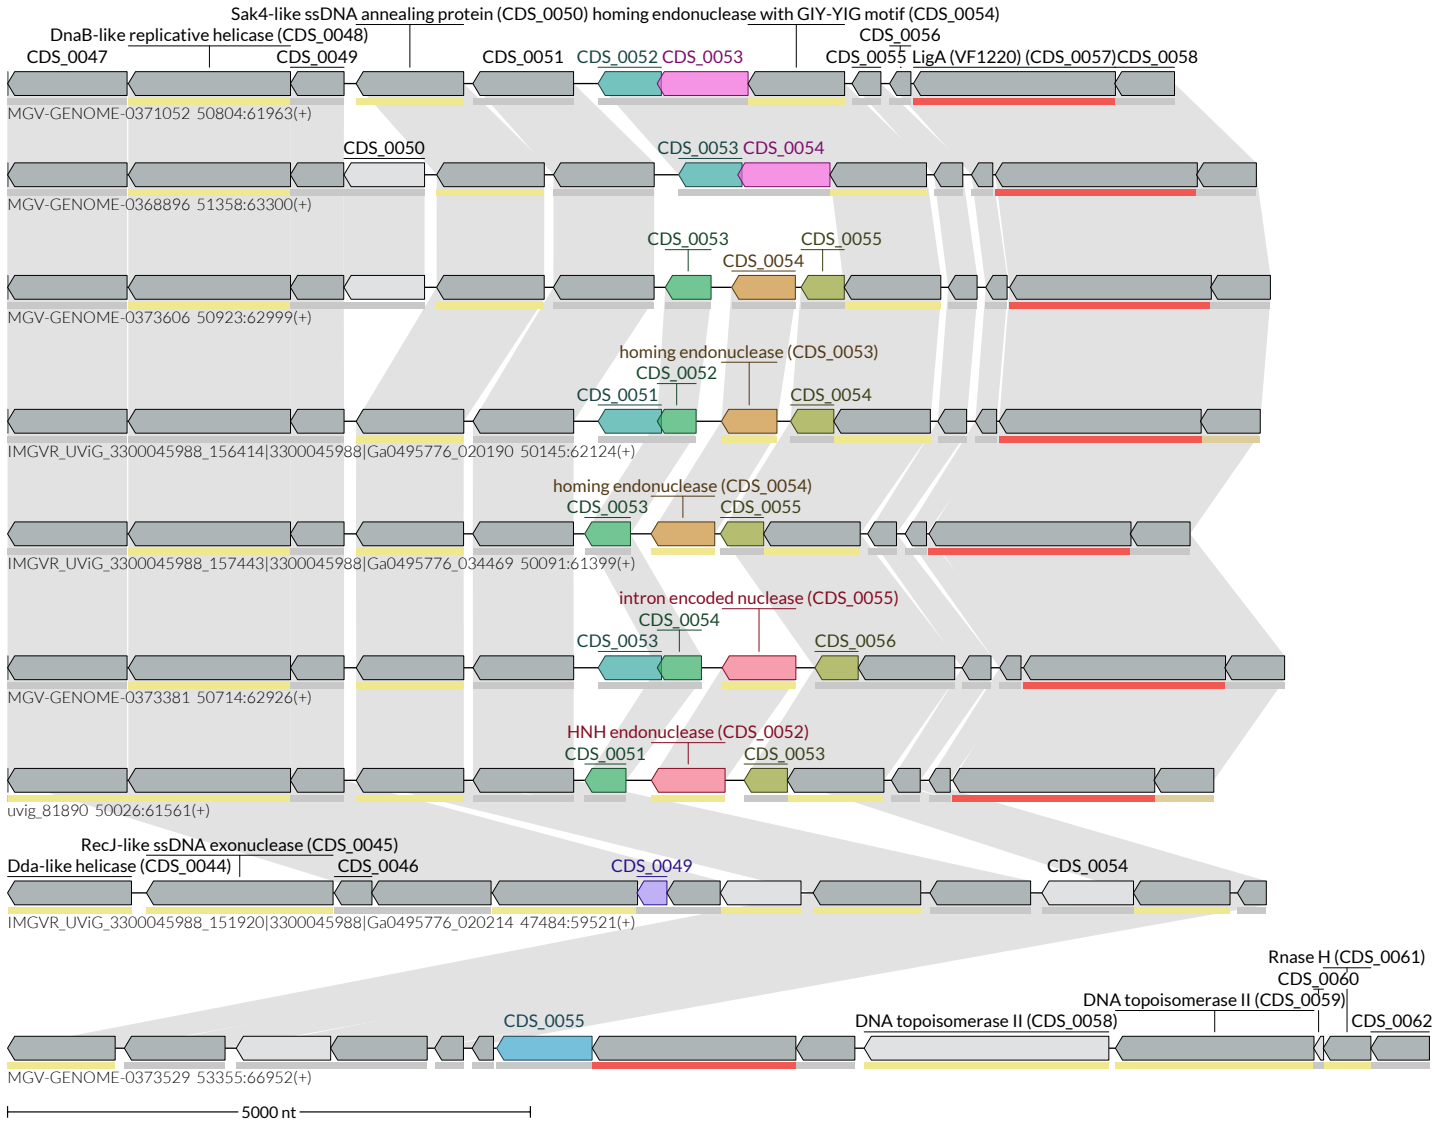 Sak4-like ssDNA annealing protein (CDS_0050) homing endonuclease with GIY-YIG motif (CDS_0054)
DnaB-like replicative helicase (CDS_0048) CDS_0056
CDS_0047 CDS_0049 CDS_0051 CDS_0052 CDS_0053 CDS_0055 LigA (VF1220) (CDS_0057) CDS_0058
MGV-GENOME-0371052 50804:61963(+)
CDS_0050 CDS_0053 CDS_0054
MGV-GENOME-0368896 51358:63300(+)
CDS_0053 CDS_0055
CDS_0054
MGV-GENOME-0373606 50923:62999(+)
homing endonuclease (CDS_0053)
CDS_0052
CDS_0051 CDS_0054
IMGVR_UViG_3300045988_156414|3300045988|Ga0495776_020190 50145:62124(+)
homing endonuclease (CDS_0054)
CDS_0053 CDS_0055
IMGVR_UViG_3300045988_157443|3300045988|Ga0495776_034469 50091:61399(+)
intron encoded nuclease (CDS_0055)
CDS_0054
CDS_0053 CDS_0056
MGV-GENOME-0373381 50714:62926(+)
HNH endonuclease (CDS_0052)
CDS_0051 CDS_0053
uvig_81890 50026:61561(+)
RecJ-like ssDNA exonuclease (CDS_0045)
Dda-like helicase (CDS_0044) CDS_0046 CDS_0049 CDS_0054
IMGVR_UViG_3300045988_151920|3300045988|Ga0495776_020214 47484:59521(+)
Rnase H (CDS_0061)
CDS_0060
DNA topoisomerase II (CDS_0059)
CDS_0055 DNA topoisomerase II (CDS_0058) CDS_0062
MGV-GENOME-0373529 53355:66952(+)
5000 nt